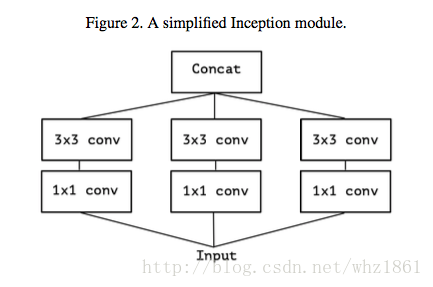 Figure 2. A simplified Inception module.
Concat
3x3 conv 3x3 conv 3x3 conv
1x1 conv 1x1 conv 1x1 conv
Input
http://blog.csdn.net/whz1861